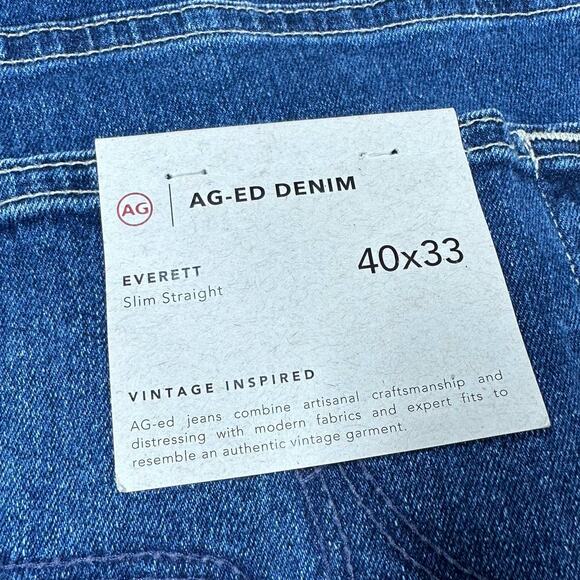 AG
AG-ED DENIM
EVERETT
Slim Straight
40x33
VINTAGE INSPIRED
AG-ed jeans combine artisanal craftsmanship and
distressing with modern fabrics and expert fits to
resemble an authentic vintage garment.